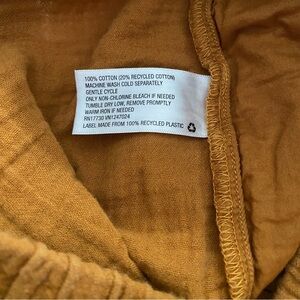 100% COTTON (20% RECYCLED COTTON)
MACHINE WASH COLD SEPARATELY
GENTLE CYCLE
ONLY NON-CHLORINE BLEACH IF NEEDED
TUMBLE DRY LOW, REMOVE PROMPTLY
WARM IRON IF NEEDED
RN17730 VN1247024
LABEL MADE FROM 100% RECYCLED PLASTIC